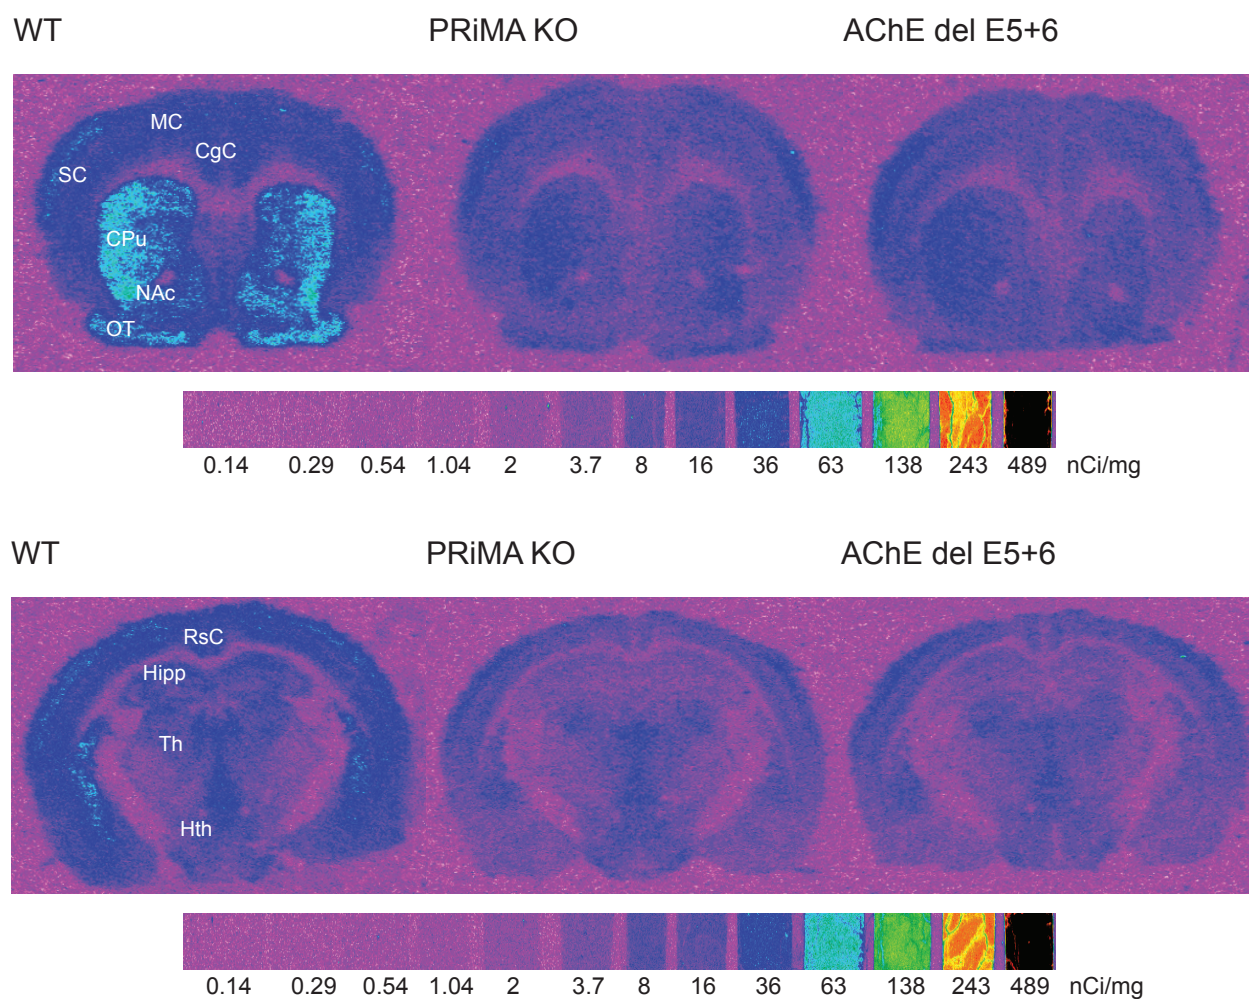 WT PRiMA KO AChE del E5+6
MC
CgC
SC
CPu
NAc
OT
0.14 0.29 0.54 1.04 2 3.7 8 16 36 63 138 243 489 nCi/mg
WT PRiMA KO AChE del E5+6
RsC
Hipp
Th
Hth
0.14 0.29 0.54 1.04 2 3.7 8 16 36 63 138 243 489 nCi/mg